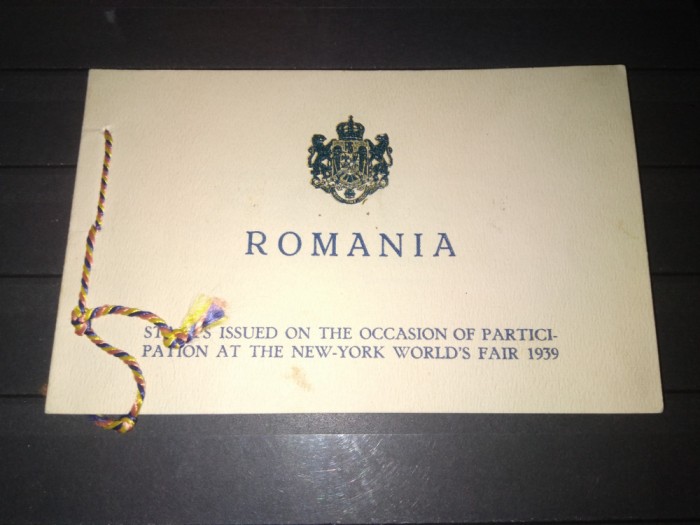 ROMANIA
ISSUED ON THE OCCASION OF PARTICI-
PATION AT THE NEW-YORK WORLD'S FAIR 1939